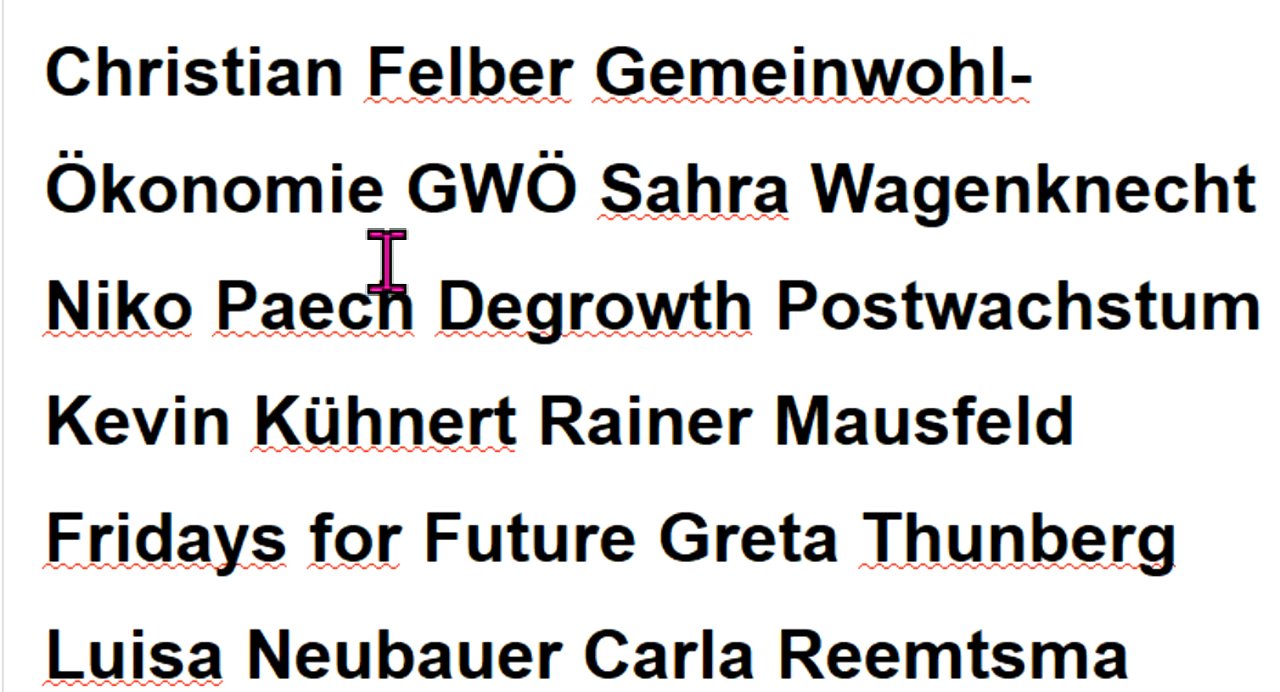 Christian Felber Gemeinwohl-
Ökonomie GWÖ Sahra Wagenknecht
Niko Paech Degrowth Postwachstum
Kevin Kühnert Rainer Mausfeld
Fridays for Future Greta Thunberg
Luisa Neubauer Carla Reemtsma